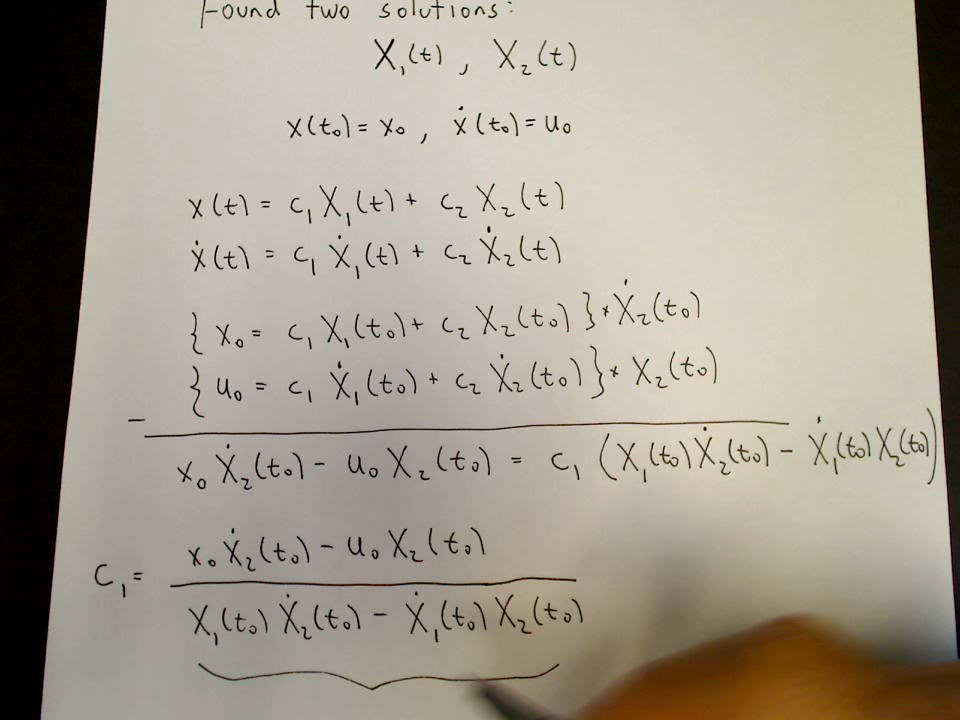 Found two solutions:
X₁(t) , X₂(t)
x(t₀) = x₀ , ẋ(t₀) = u₀
x(t) = c₁ X₁(t) + c₂ X₂(t)
ẋ(t) = c₁ Ẋ₁(t) + c₂ Ẋ₂(t)
{ x₀ = c₁ X₁(t₀) + c₂ X₂(t₀) } * Ẋ₂(t₀)
{ u₀ = c₁ Ẋ₁(t₀) + c₂ Ẋ₂(t₀) } * X₂(t₀)
−
x₀ Ẋ₂(t₀) − u₀ X₂(t₀) = c₁ (X₁(t₀) Ẋ₂(t₀) − Ẋ₁(t₀) X₂(t₀))
x₀ Ẋ₂(t₀) − u₀ X₂(t₀)
c₁ =
X₁(t₀) Ẋ₂(t₀) − Ẋ₁(t₀) X₂(t₀)